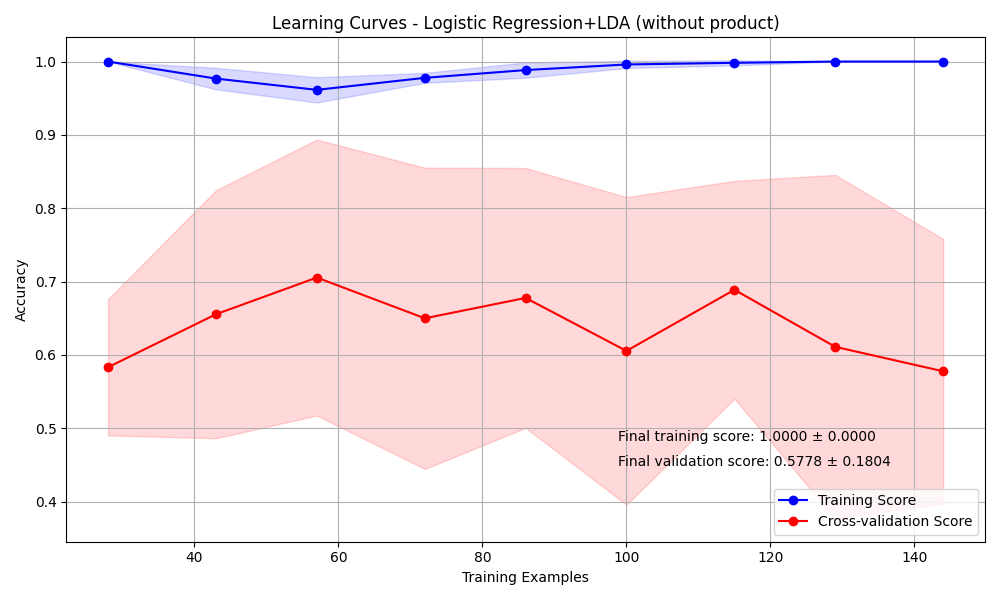 Learning Curves - Logistic Regression+LDA (without product)
1.0
0.9
0.8
0.7
0.6
0.5
0.4
Accuracy
Final training score: 1.0000 ± 0.0000
Final validation score: 0.5778 ± 0.1804
Training Score
Cross-validation Score
40
60
80
100
120
140
Training Examples